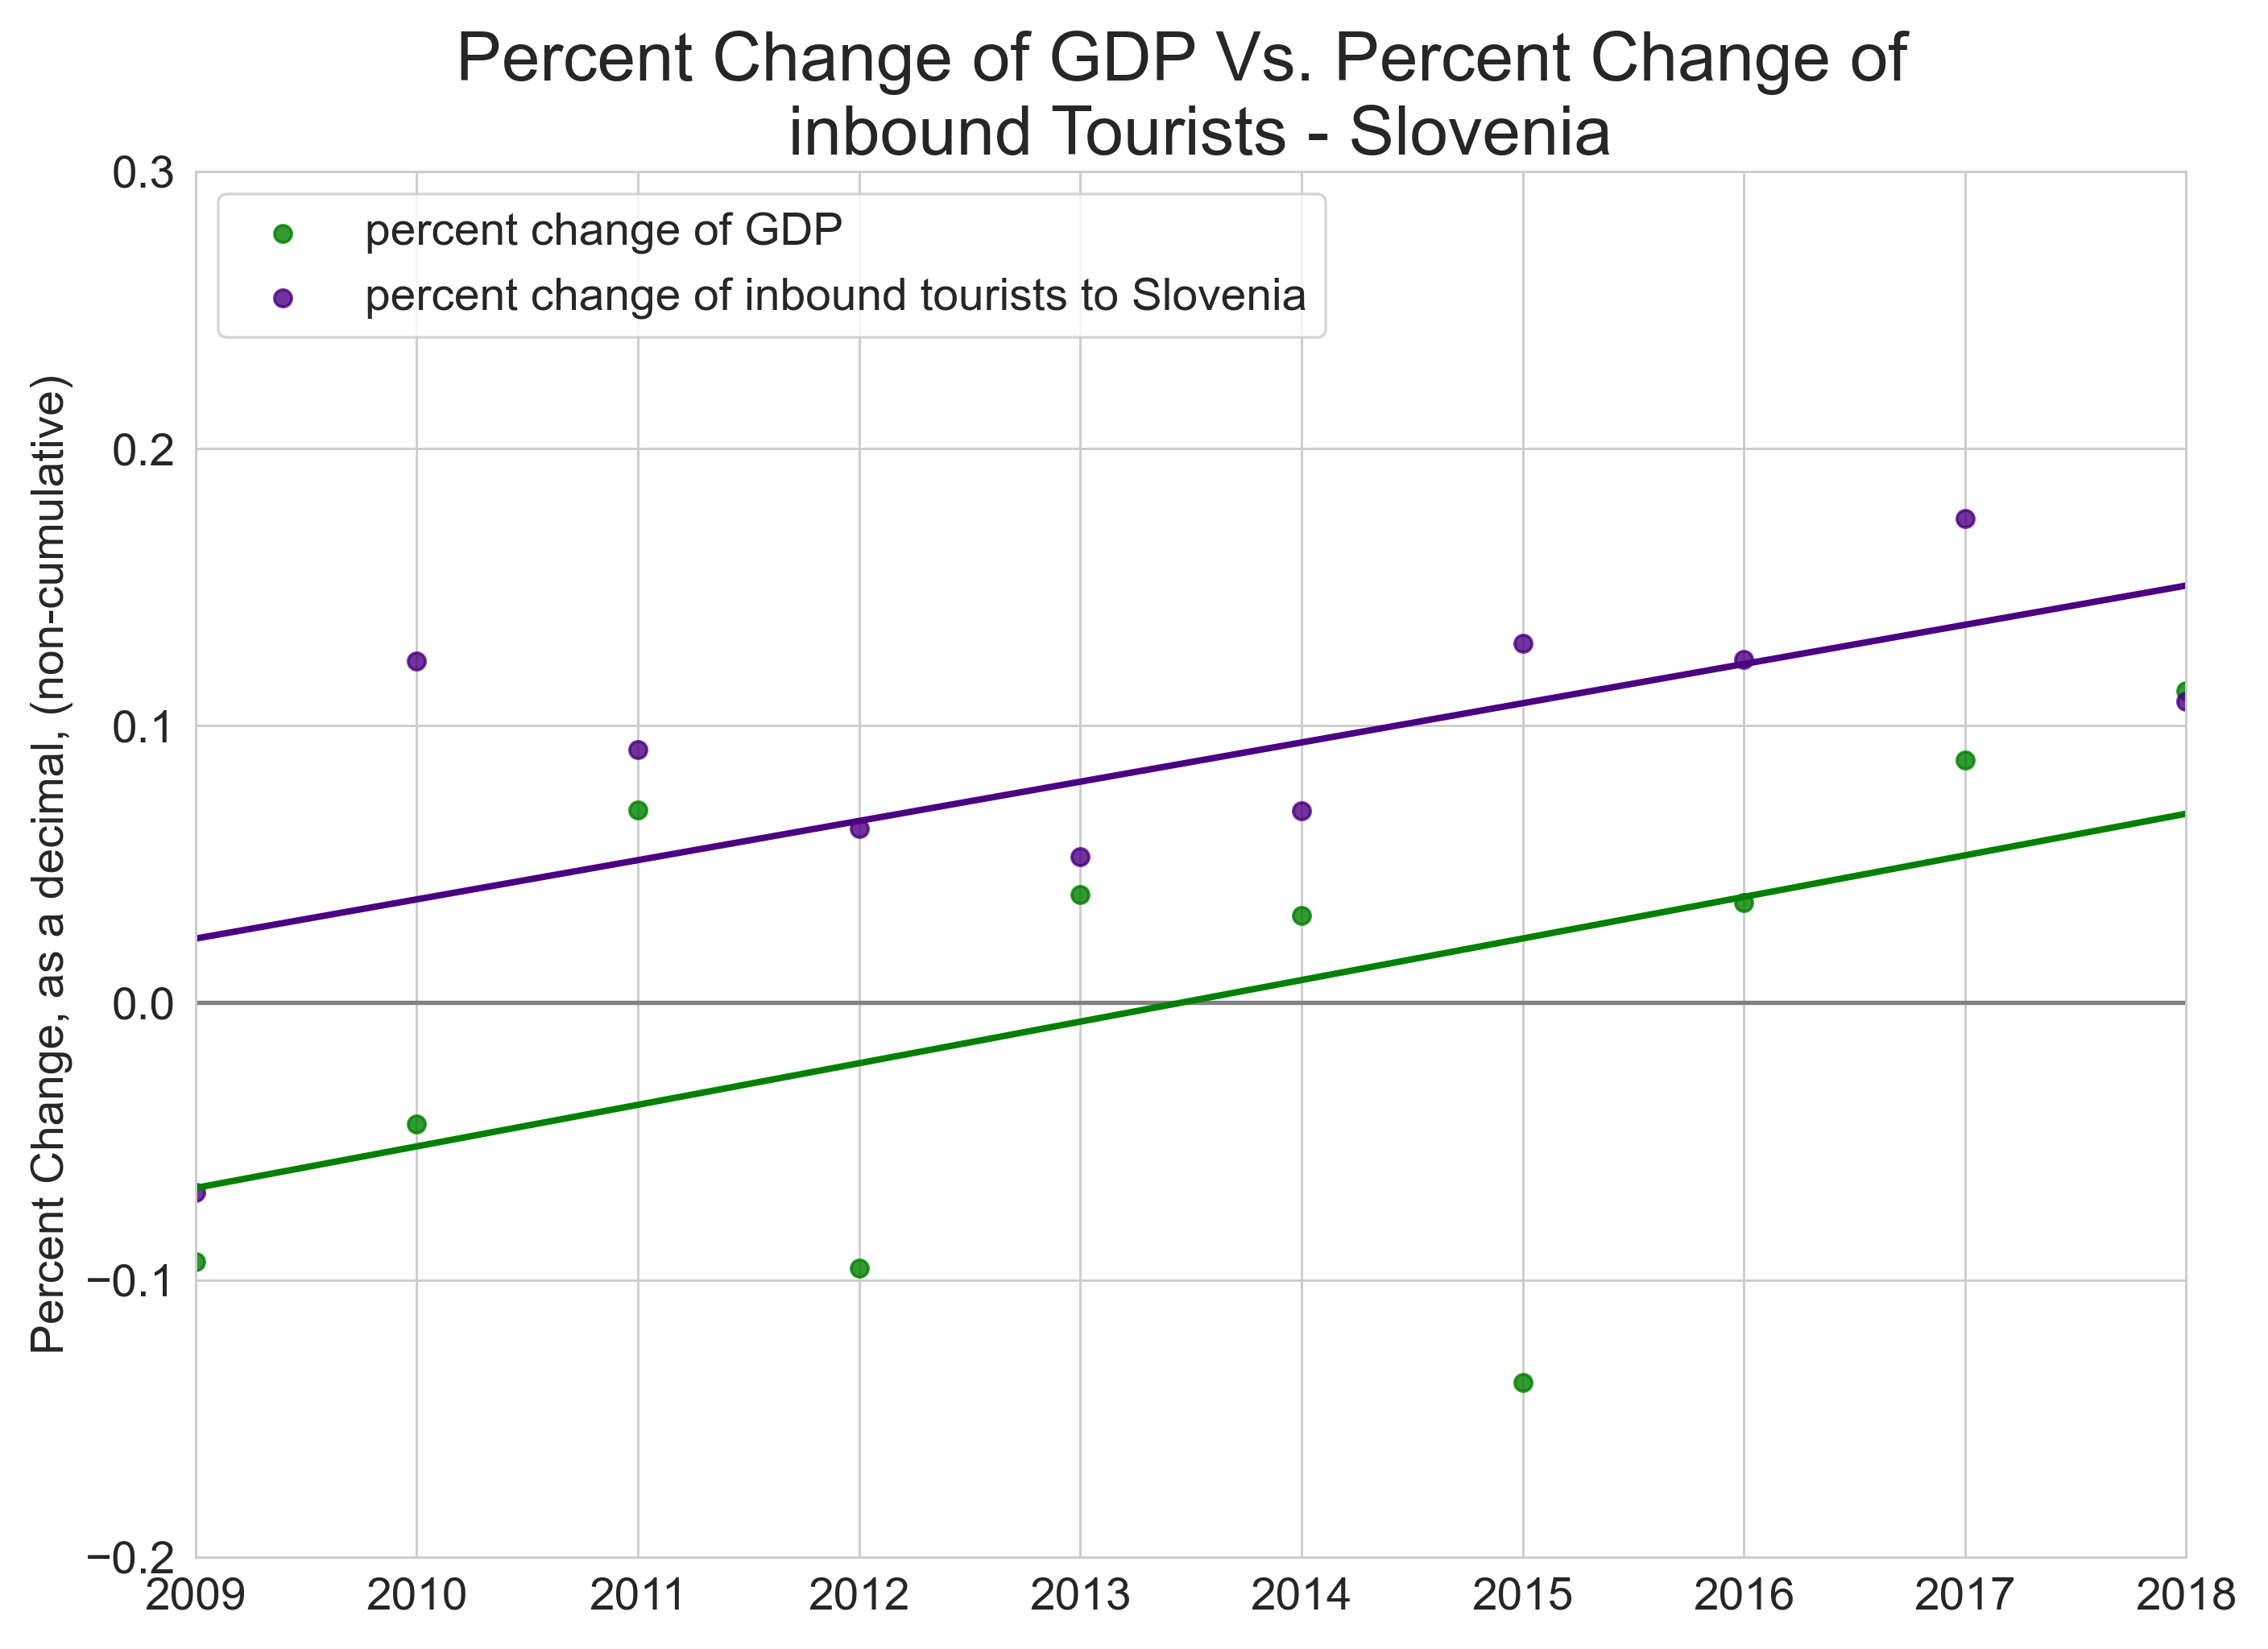 Percent Change of GDP Vs. Percent Change of
inbound Tourists - Slovenia
percent change of GDP
percent change of inbound tourists to Slovenia
Percent Change, as a decimal, (non-cumulative)
0.3
0.2
0.1
0.0
−0.1
−0.2
2009 2010 2011 2012 2013 2014 2015 2016 2017 2018